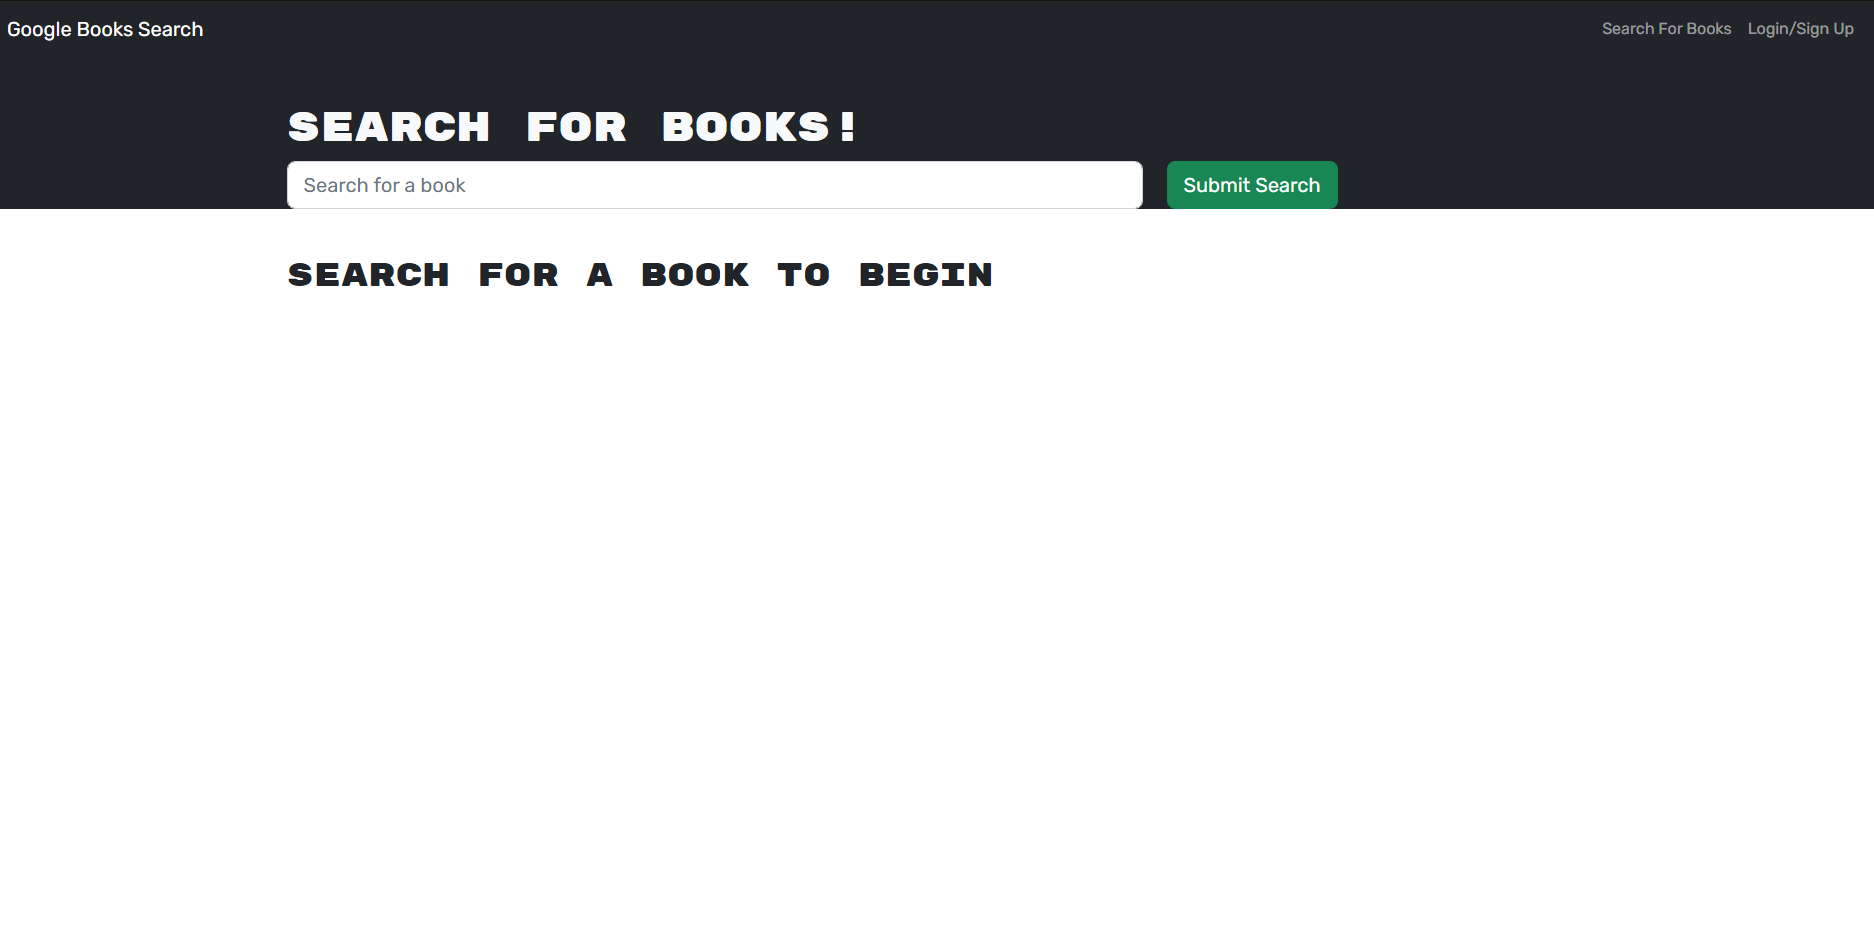 Google Books Search
Search For Books
Login/Sign Up
SEARCH FOR BOOKS!
Search for a book
Submit Search
SEARCH FOR A BOOK TO BEGIN